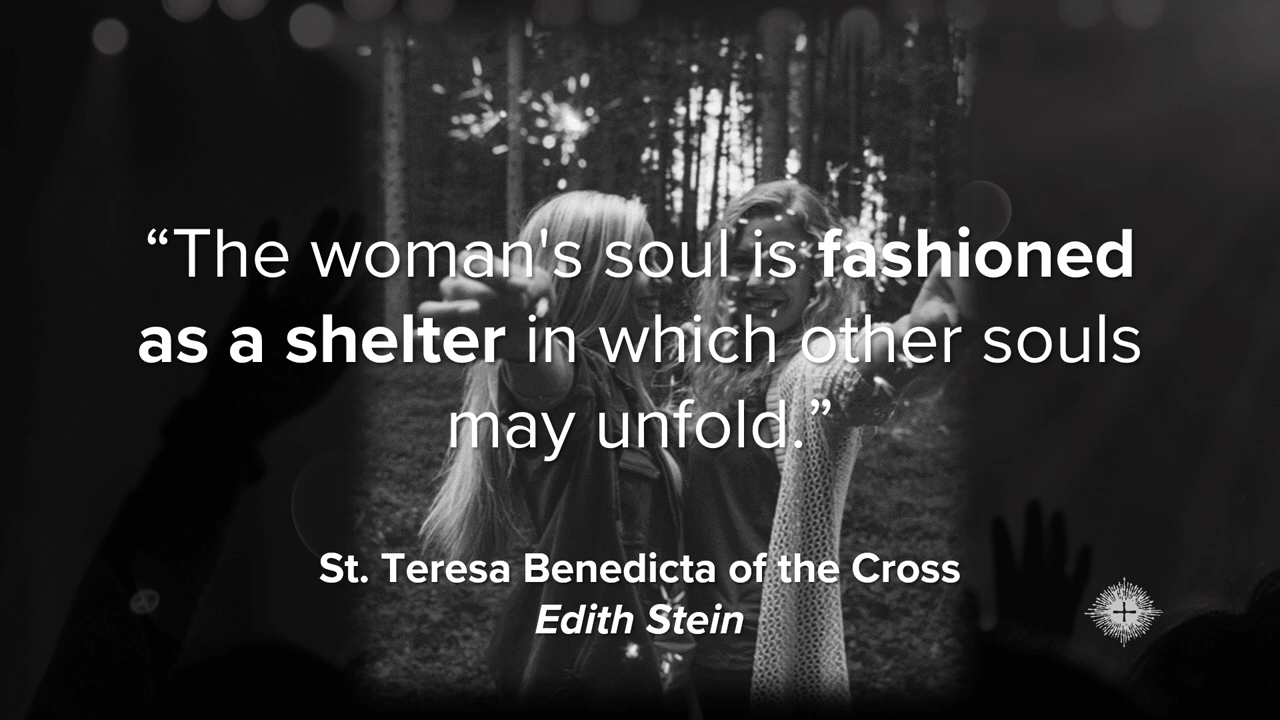 “The woman's soul is fashioned
as a shelter in which other souls
may unfold.”
St. Teresa Benedicta of the Cross
Edith Stein